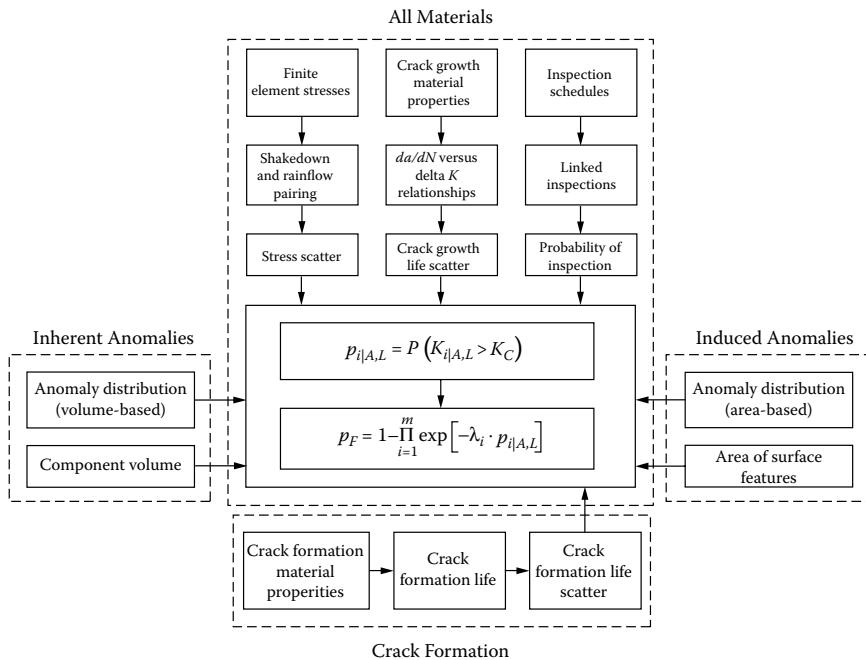 All Materials
Finite
element stresses
Crack growth
material
properties
Inspection
schedules
Shakedown
and rainflow
pairing
da/dN versus
delta K
relationships
Linked
inspections
Stress scatter
Crack growth
life scatter
Probability of
inspection
Inherent Anomalies
Anomaly distribution
(volume-based)
Component volume
p_{i|A,L} = P (K_{i|A,L} > K_C)
p_F = 1–∏_{i=1}^{m} exp [–λ_i · p_{i|A,L}]
Induced Anomalies
Anomaly distribution
(area-based)
Area of surface
features
Crack formation
material
properities
Crack
formation life
Crack
formation life
scatter
Crack Formation